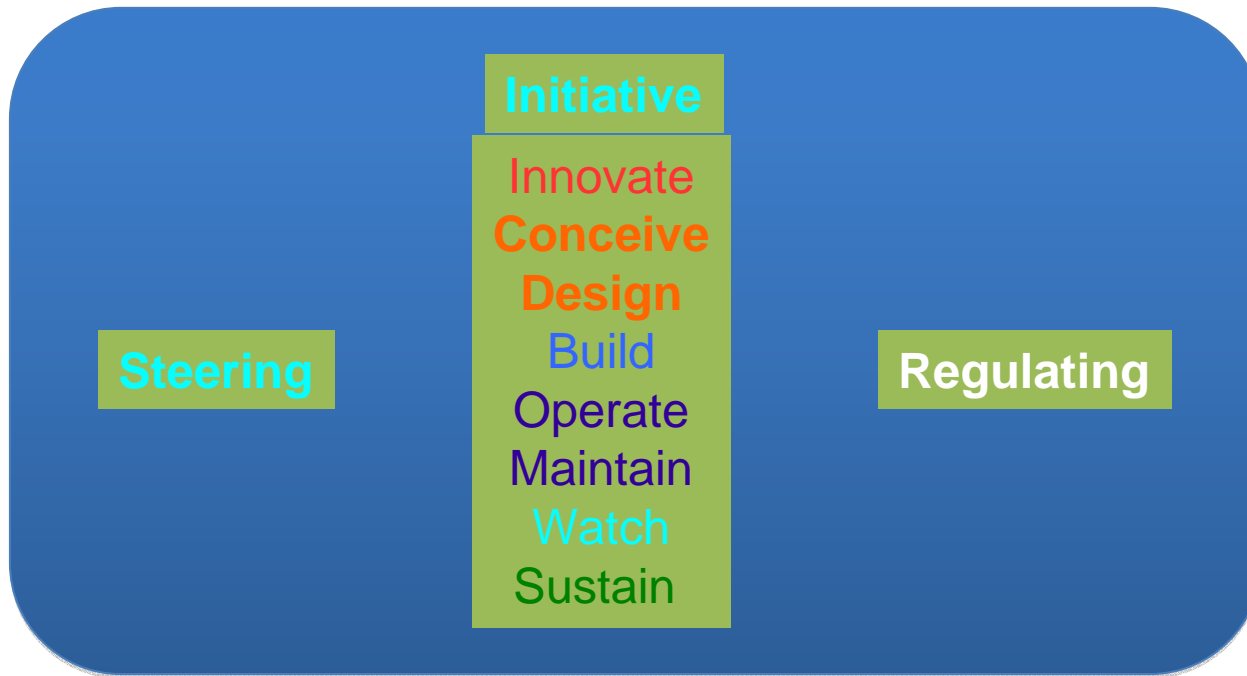 Initiative
Innovate
Conceive
Design
Build
Operate
Maintain
Watch
Sustain
Steering
Regulating